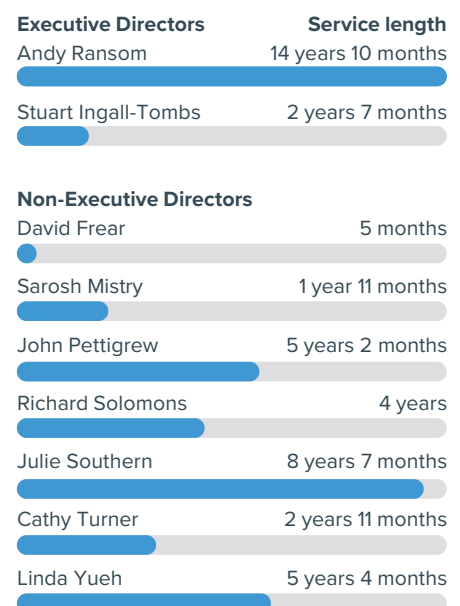 Executive Directors Service length
Andy Ransom 14 years 10 months
Stuart Ingall-Tombs 2 years 7 months
Non-Executive Directors
David Frear 5 months
Sarosh Mistry 1 year 11 months
John Pettigrew 5 years 2 months
Richard Solomons 4 years
Julie Southern 8 years 7 months
Cathy Turner 2 years 11 months
Linda Yueh 5 years 4 months